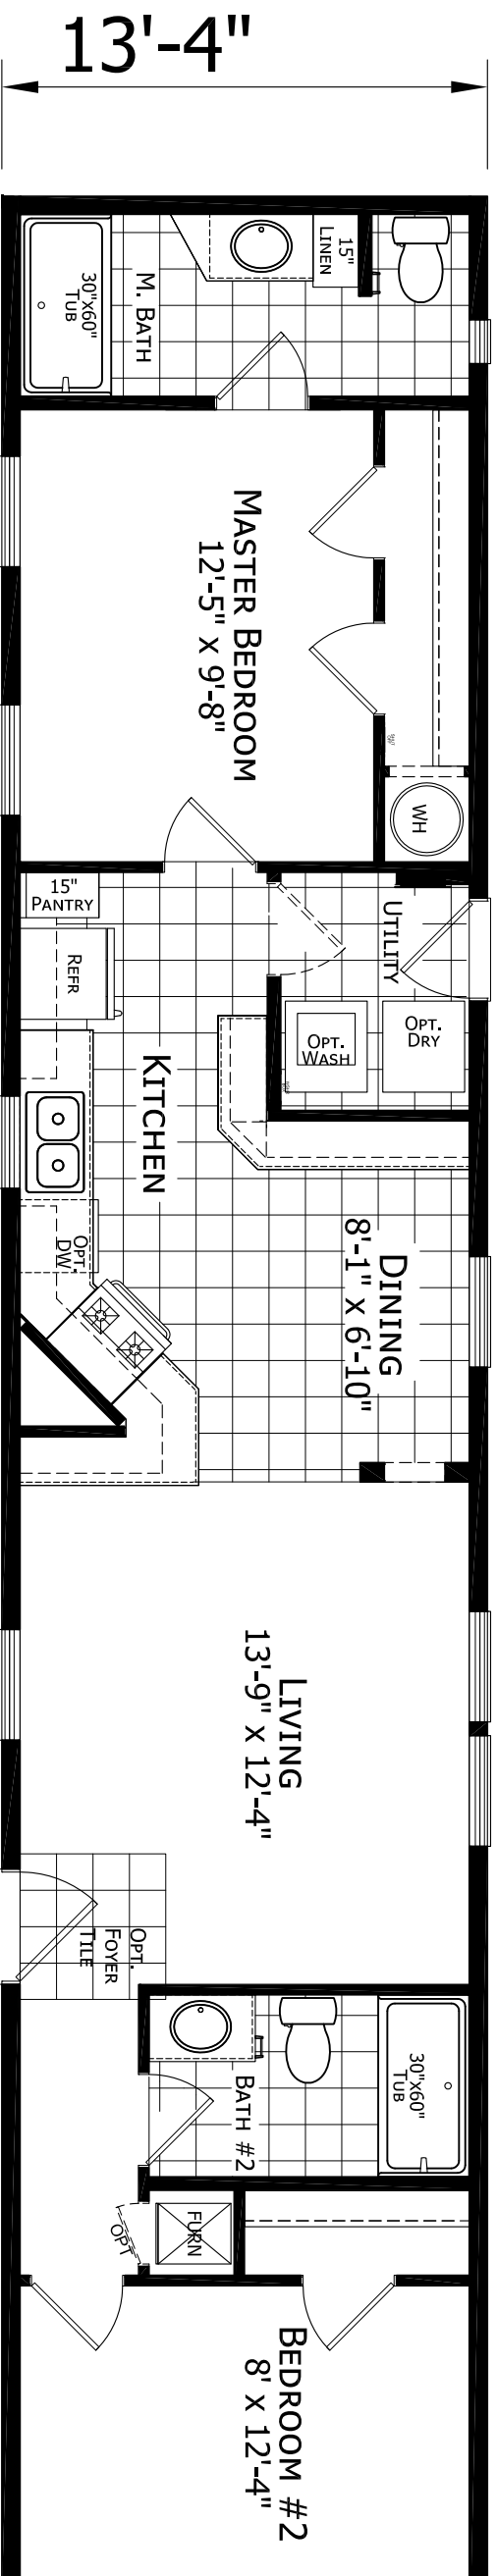 13'-4"
15"
LINEN
30"x60"
TUB
M. BATH
MASTER BEDROOM
12'-5" x 9'-8"
WH
UTILITY
15"
PANTRY
REFR
OPT.
DRY
OPT.
WASH
KITCHEN
OPT.
DW.
DINING
8'-1" x 6'-10"
LIVING
13'-9" x 12'-4"
OPT.
FOYER
TILE
30"x60"
TUB
BATH #2
FURN
OPT
BEDROOM #2
8' x 12'-4"